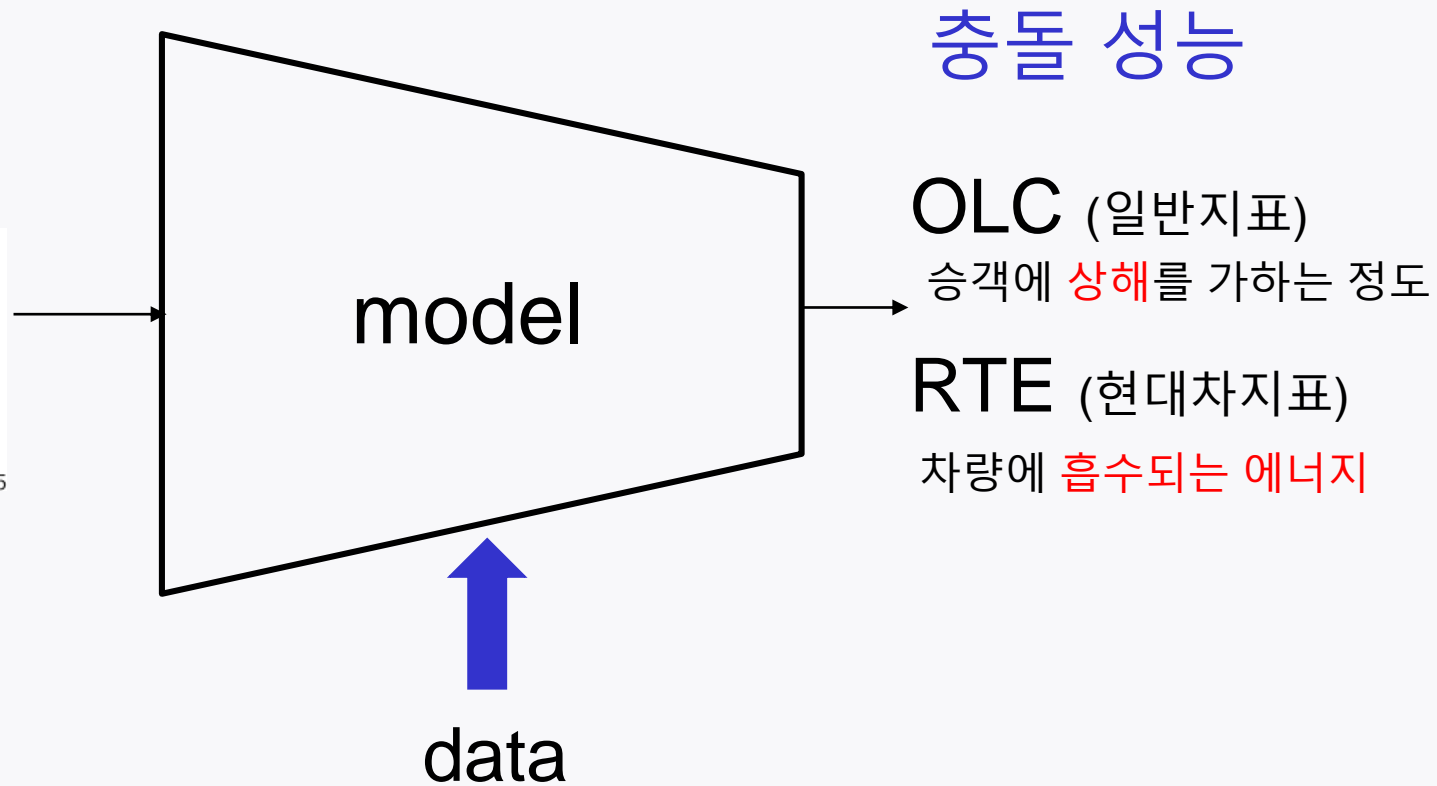 충돌 성능
OLC (일반지표)
승객에 상해를 가하는 정도
model
RTE (현대차지표)
차량에 흡수되는 에너지
5
data